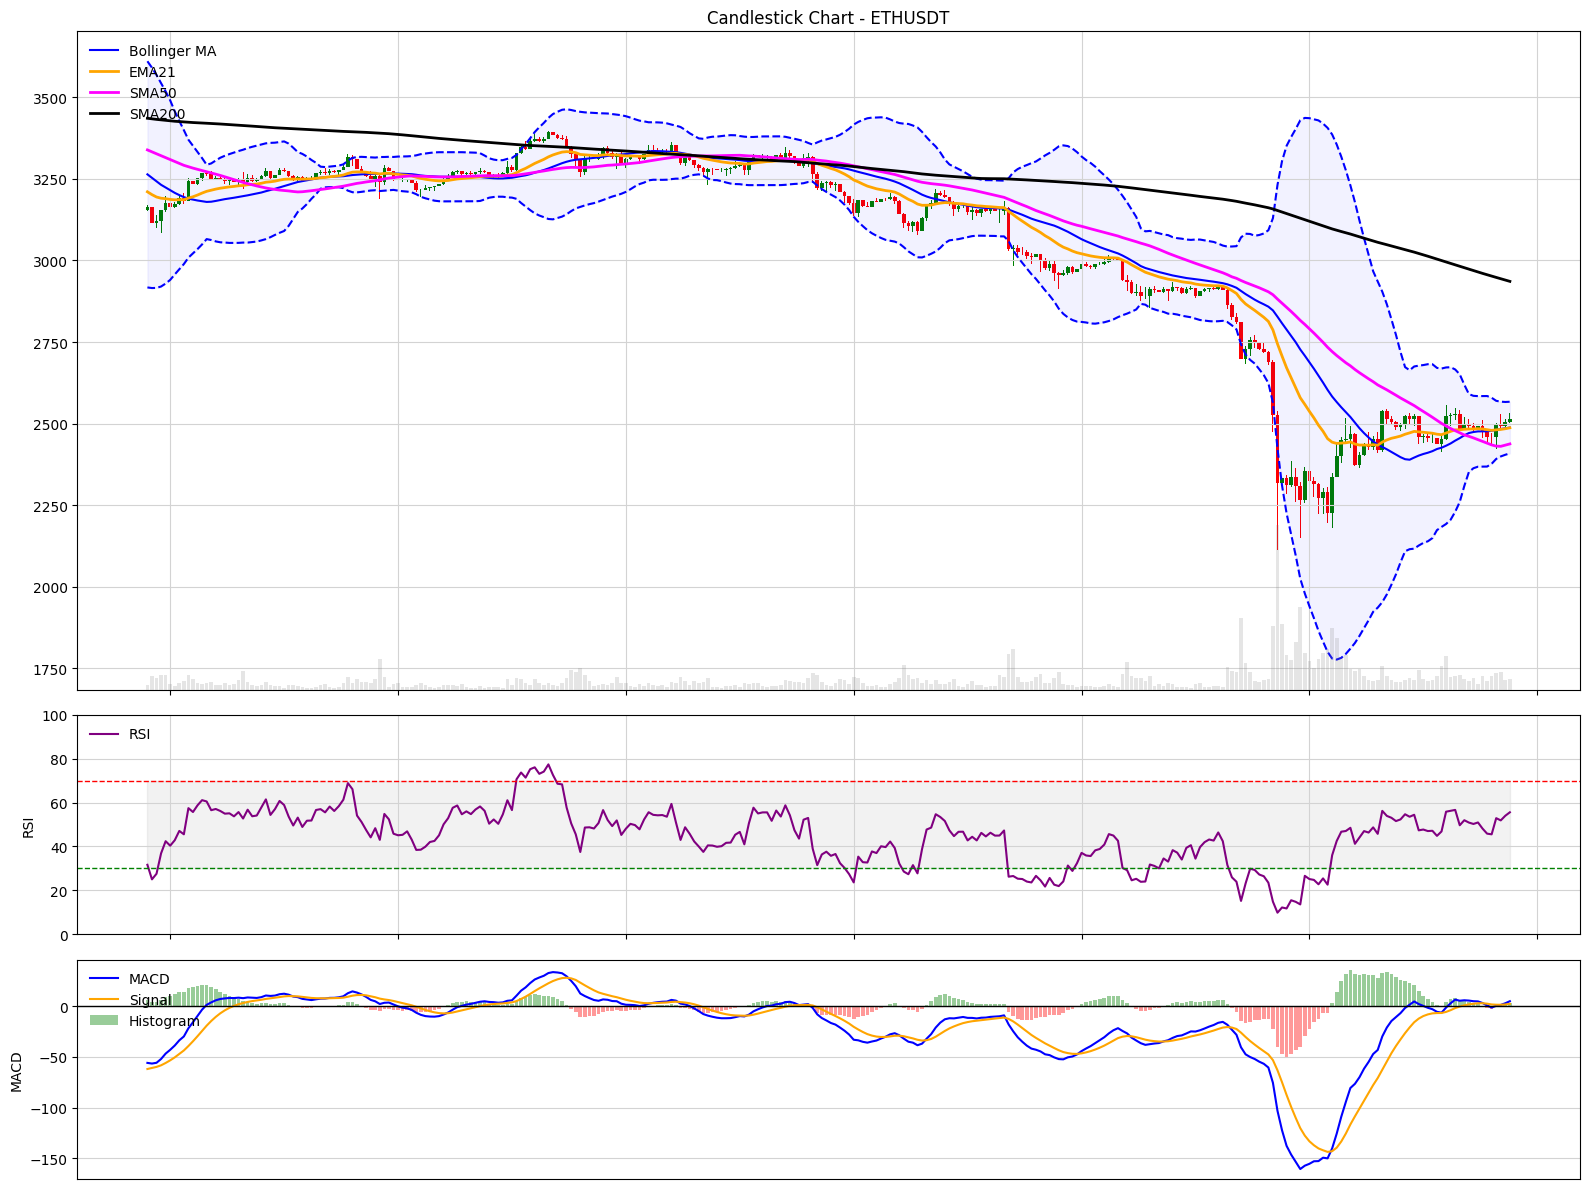 Candlestick Chart - ETHUSDT
Bollinger MA
EMA21
SMA50
SMA200
3500
3250
3000
2750
2500
2250
2000
1750
RSI
100
80
60
40
20
0
RSI
MACD
Signal
Histogram
0
−50
−100
−150
MACD